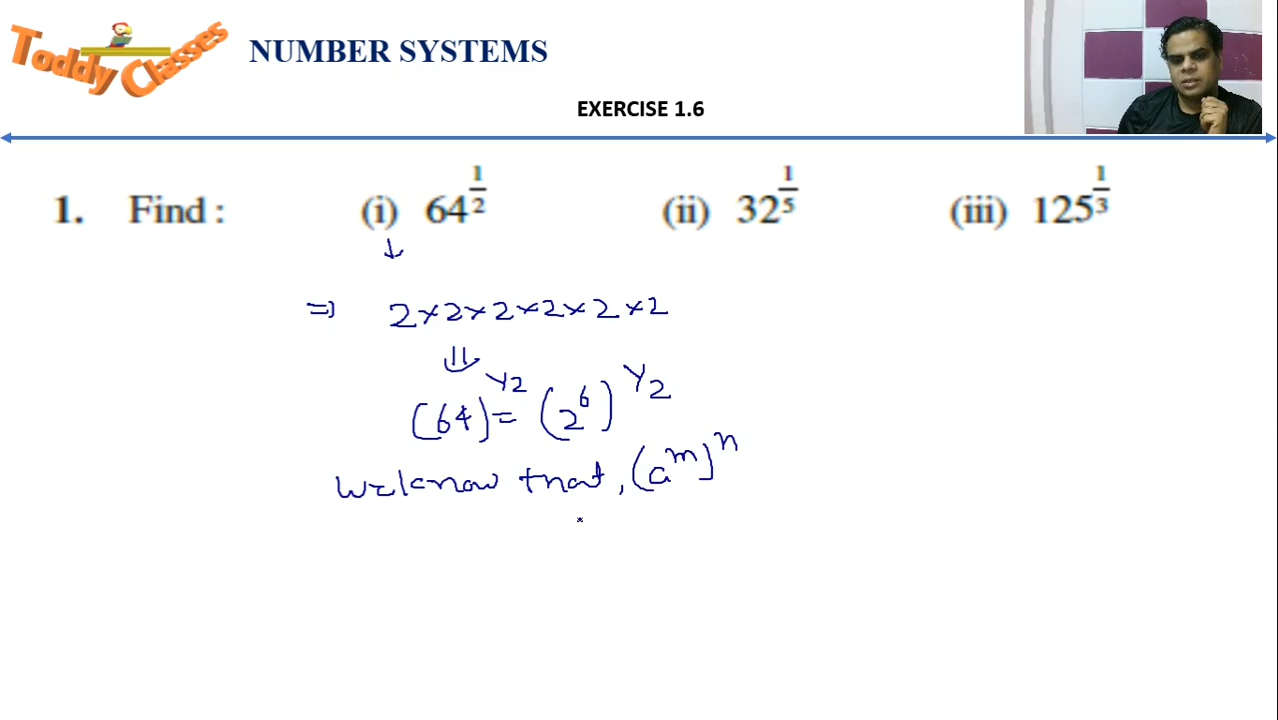 Toddy Classes
NUMBER SYSTEMS
EXERCISE 1.6
1. Find : (i) 64^(1/2) (ii) 32^(1/5) (iii) 125^(1/3)
↓
⇒ 2×2×2×2×2×2
⇓
(64)^1/2 = (2^6)^1/2
We know that, (a^m)^n